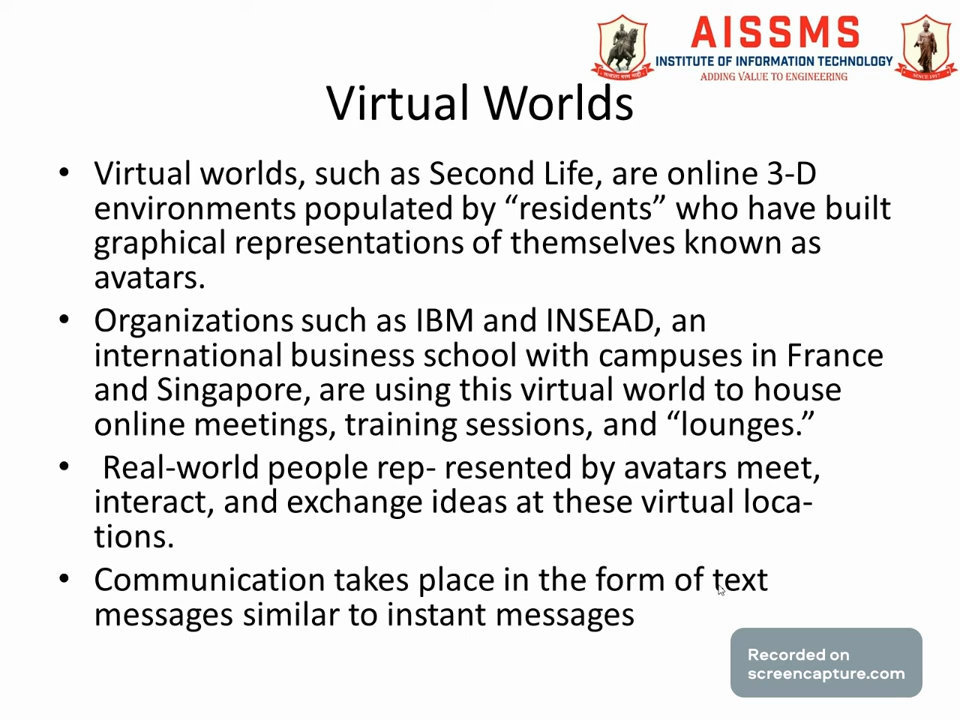 AISSMS
INSTITUTE OF INFORMATION TECHNOLOGY
ADDING VALUE TO ENGINEERING
Virtual Worlds
• Virtual worlds, such as Second Life, are online 3-D
environments populated by “residents” who have built
graphical representations of themselves known as
avatars.
• Organizations such as IBM and INSEAD, an
international business school with campuses in France
and Singapore, are using this virtual world to house
online meetings, training sessions, and “lounges.”
• Real-world people rep- resented by avatars meet,
interact, and exchange ideas at these virtual loca-
tions.
• Communication takes place in the form of text
messages similar to instant messages
Recorded on
screencapture.com